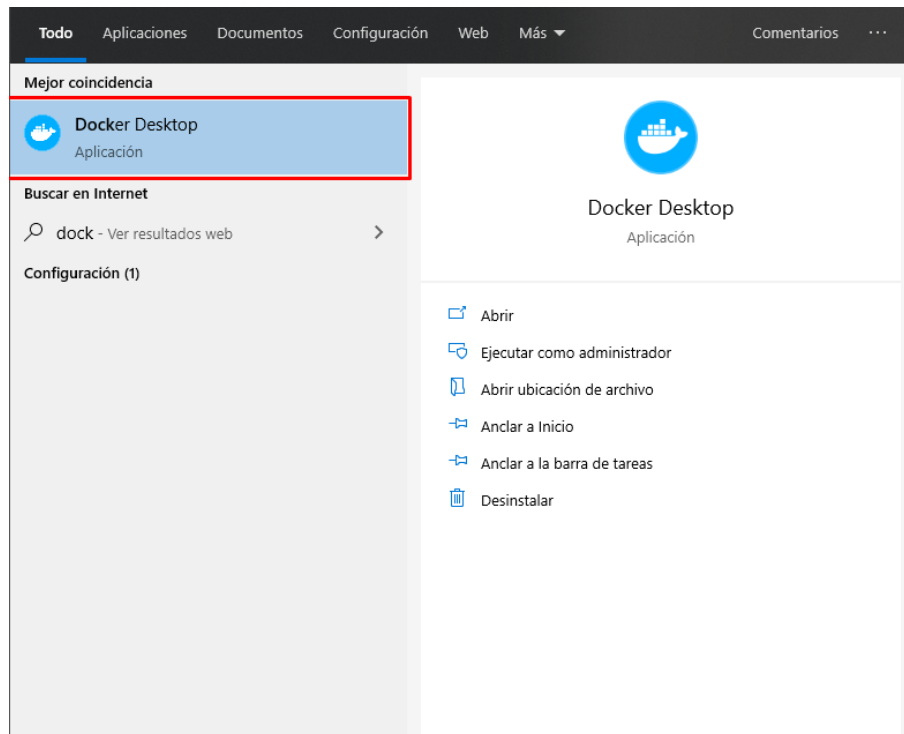 Todo Aplicaciones Documentos Configuración Web Más Comentarios ...
Mejor coincidencia
Docker Desktop
Aplicación
Buscar en Internet
dock - Ver resultados web
Configuración (1)
Docker Desktop
Aplicación
Abrir
Ejecutar como administrador
Abrir ubicación de archivo
Anclar a Inicio
Anclar a la barra de tareas
Desinstalar